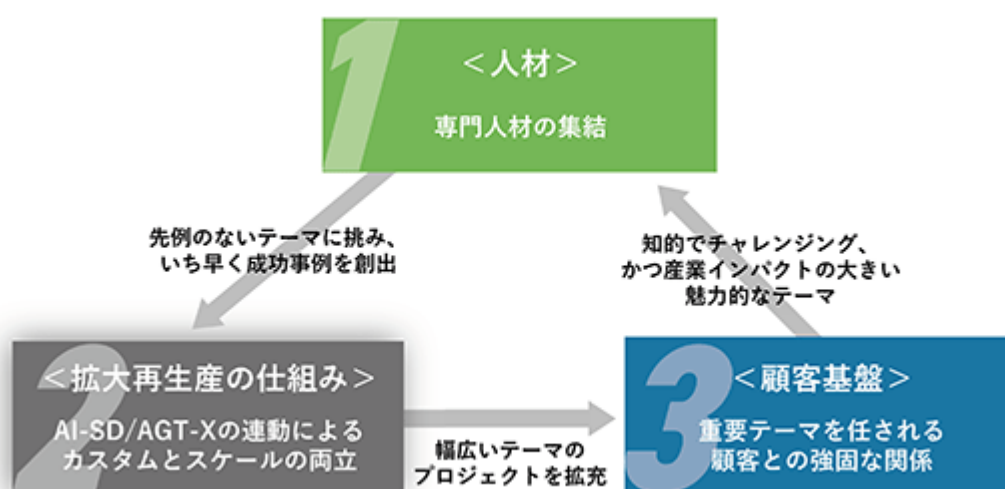 1
<人材>
専門人材の集結
先例のないテーマに挑み、
いち早く成功事例を創出
知的でチャレンジング、
かつ産業インパクトの大きい
魅力的なテーマ
2
<拡大再生産の仕組み>
AI-SD/AGT-Xの連動による
カスタムとスケールの両立
幅広いテーマの
プロジェクトを拡充
3
<顧客基盤>
重要テーマを任される
顧客との強固な関係